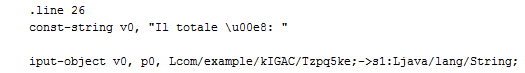 .line 26
const-string v0, "Il totale \u00e8: "
iput-object v0, p0, Lcom/example/kIGAC/Tzpq5ke;->s1:Ljava/lang/String;